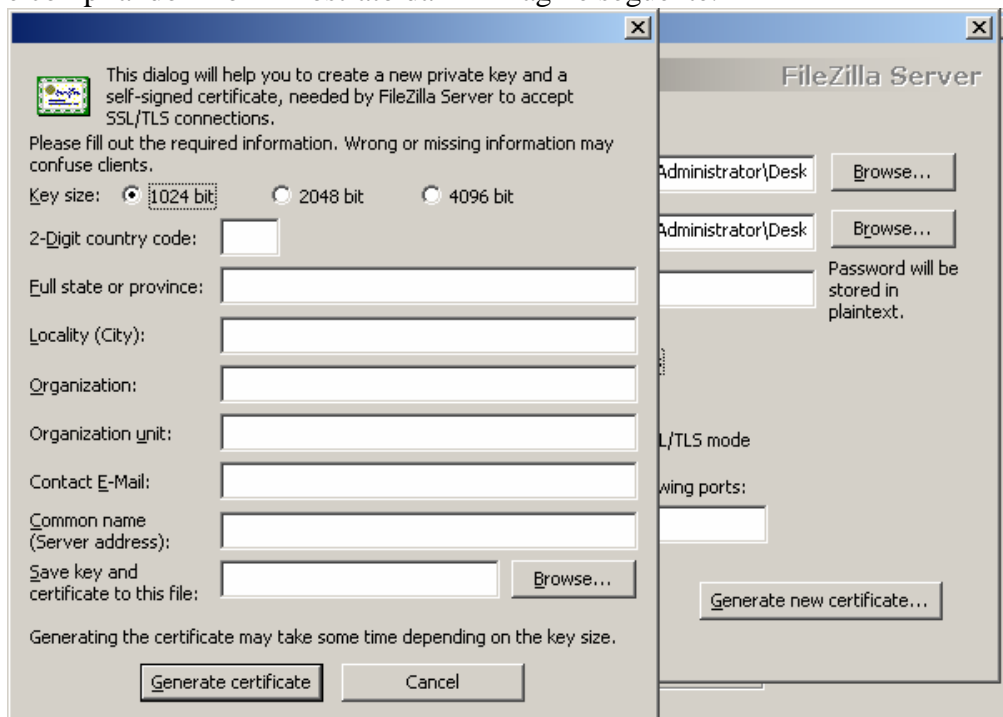 This dialog will help you to create a new private key and a
self-signed certificate, needed by FileZilla Server to accept
SSL/TLS connections.
Please fill out the required information. Wrong or missing information may
confuse clients.
Key size: 1024 bit 2048 bit 4096 bit
2-Digit country code:
Full state or province:
Locality (City):
Organization:
Organization unit:
Contact E-Mail:
Common name
(Server address):
Save key and
certificate to this file:
Browse...
Generating the certificate may take some time depending on the key size.
Generate certificate Cancel
FileZilla Server
Administrator\Desk Browse...
Administrator\Desk Browse...
Password will be
stored in
plaintext.
L/TLS mode
wing ports:
Generate new certificate...